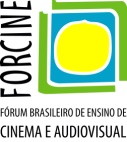 FORCINE
FÓRUM BRASILEIRO DE ENSINO DE
CINEMA E AUDIOVISUAL